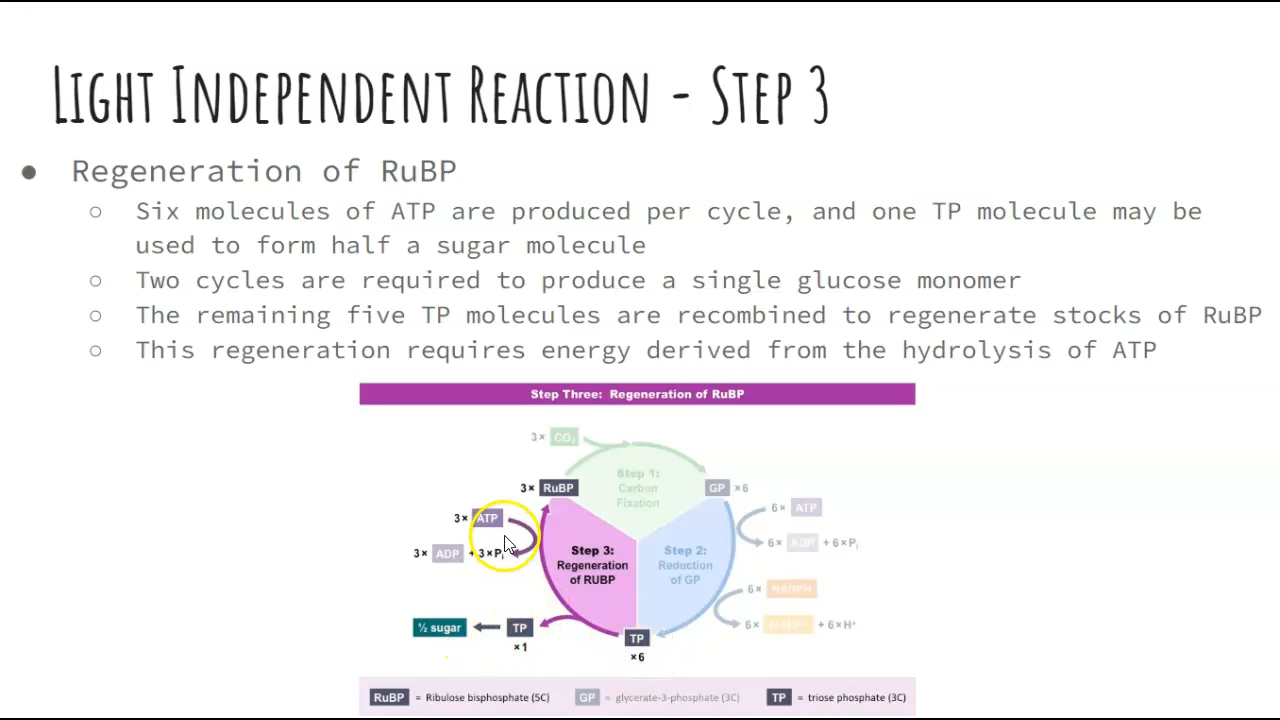 Light Independent Reaction - Step 3
● Regeneration of RuBP
○ Six molecules of ATP are produced per cycle, and one TP molecule may be
used to form half a sugar molecule
○ Two cycles are required to produce a single glucose monomer
○ The remaining five TP molecules are recombined to regenerate stocks of RuBP
○ This regeneration requires energy derived from the hydrolysis of ATP
Step Three: Regeneration of RuBP
3× CO₂
Step 1:
Carbon
Fixation
3× RuBP
GP ×6
3× ATP
3× ADP + 3×Pᵢ
6× ATP
6× ADP + 6×Pᵢ
Step 3:
Regeneration
of RUBP
Step 2:
Reduction
of GP
6× NADPH
6× NADP⁺ + 6×H⁺
½ sugar
TP
×1
TP
×6
RuBP = Ribulose bisphosphate (5C)
GP = glycerate-3-phosphate (3C)
TP = triose phosphate (3C)